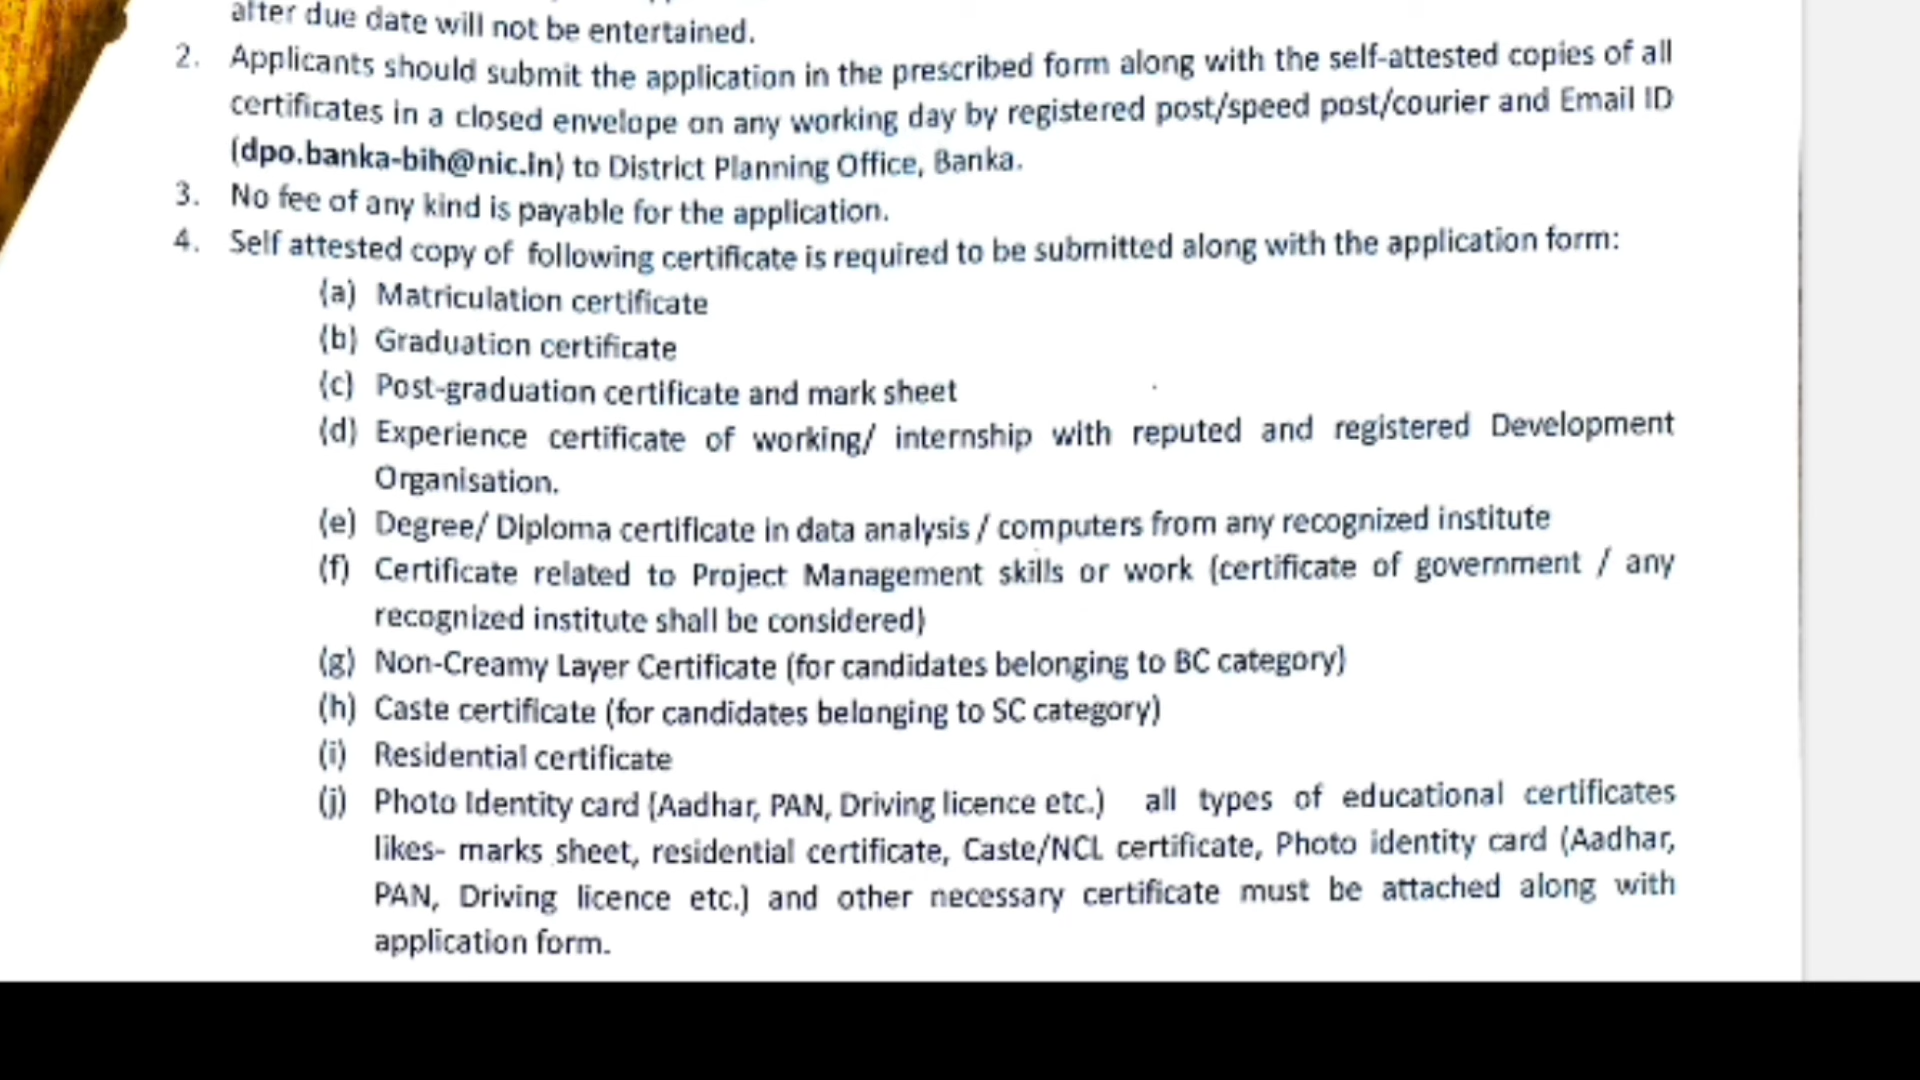 after due date will not be entertained.
2. Applicants should submit the application in the prescribed form along with the self-attested copies of all
certificates in a closed envelope on any working day by registered post/speed post/courier and Email ID
(dpo.banka-bih@nic.in) to District Planning Office, Banka.
3. No fee of any kind is payable for the application.
4. Self attested copy of following certificate is required to be submitted along with the application form:
(a) Matriculation certificate
(b) Graduation certificate
(c) Post-graduation certificate and mark sheet
(d) Experience certificate of working/ internship with reputed and registered Development
Organisation.
(e) Degree/ Diploma certificate in data analysis / computers from any recognized institute
(f) Certificate related to Project Management skills or work (certificate of government / any
recognized institute shall be considered)
(g) Non-Creamy Layer Certificate (for candidates belonging to BC category)
(h) Caste certificate (for candidates belonging to SC category)
(i) Residential certificate
(j) Photo Identity card (Aadhar, PAN, Driving licence etc.) all types of educational certificates
likes- marks sheet, residential certificate, Caste/NCL certificate, Photo identity card (Aadhar,
PAN, Driving licence etc.) and other necessary certificate must be attached along with
application form.